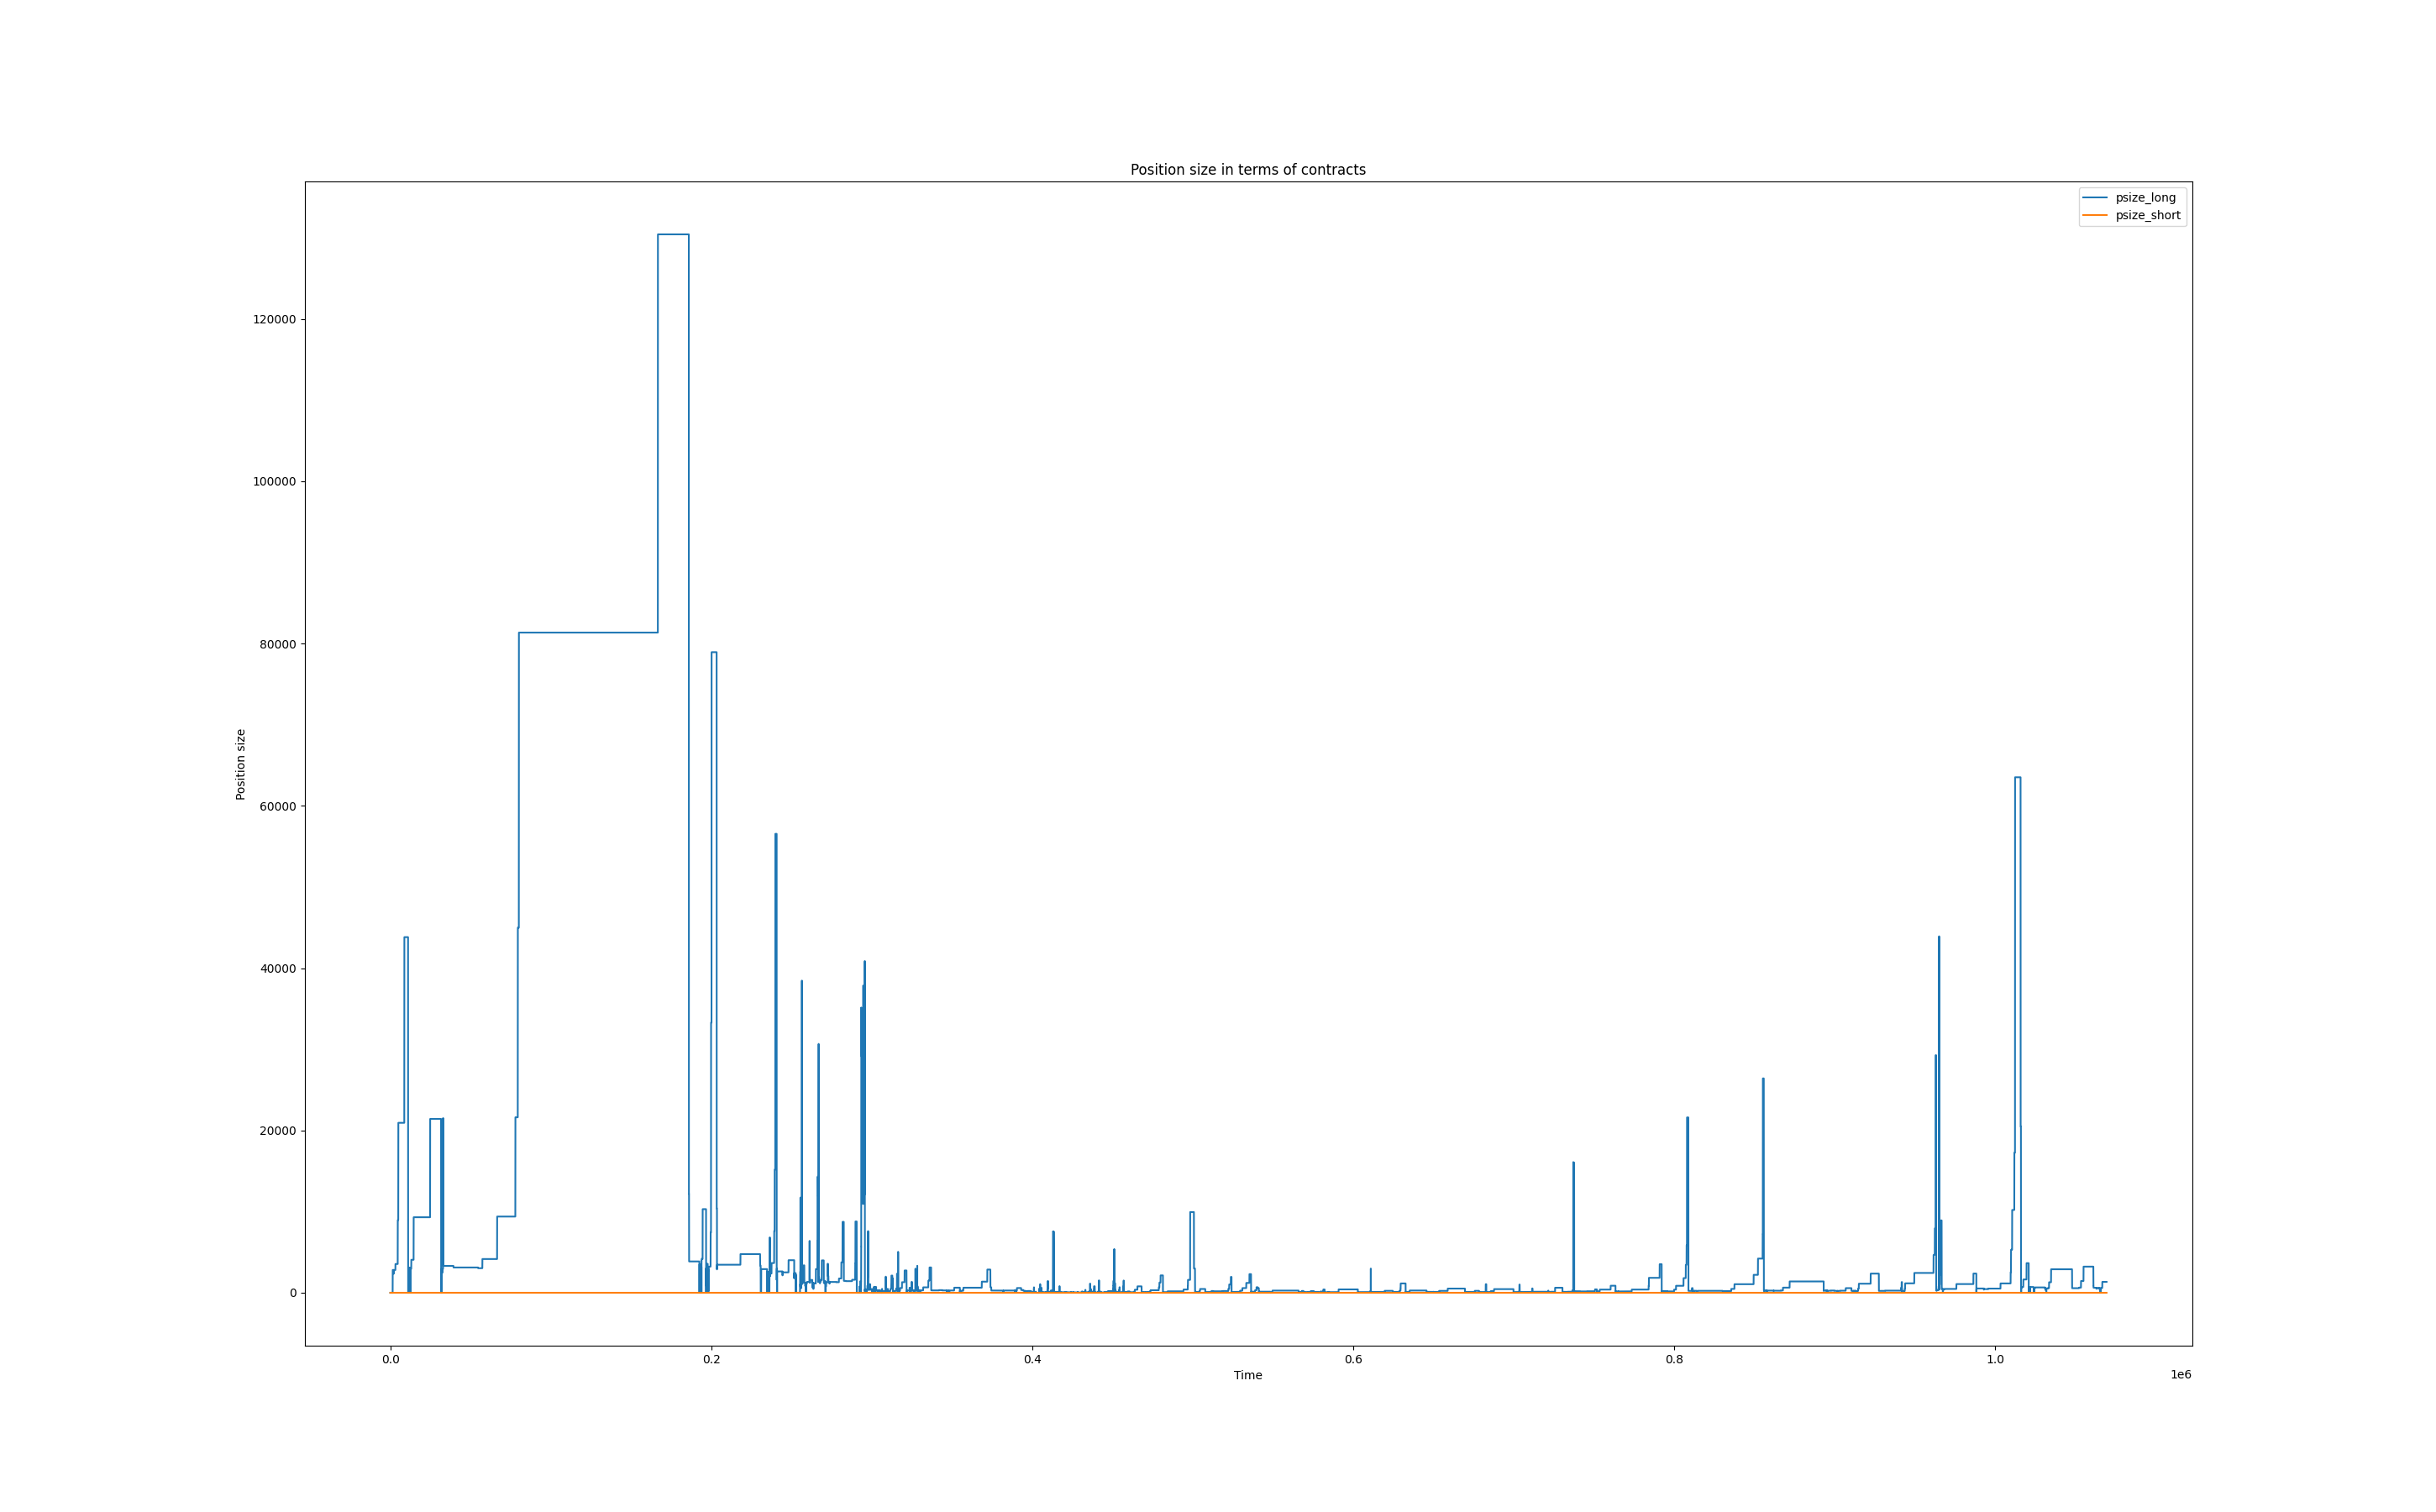 Position size in terms of contracts
psize_long
psize_short
120000
100000
80000
60000
40000
20000
0
Position size
0.0 0.2 0.4 0.6 0.8 1.0
1e6
Time